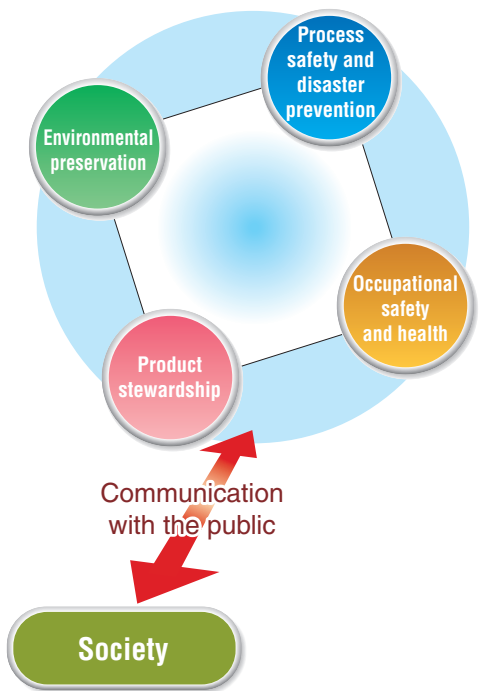 Process
safety and
disaster
prevention
Environmental
preservation
Occupational
safety
and health
Product
stewardship
Communication
with the public
Society